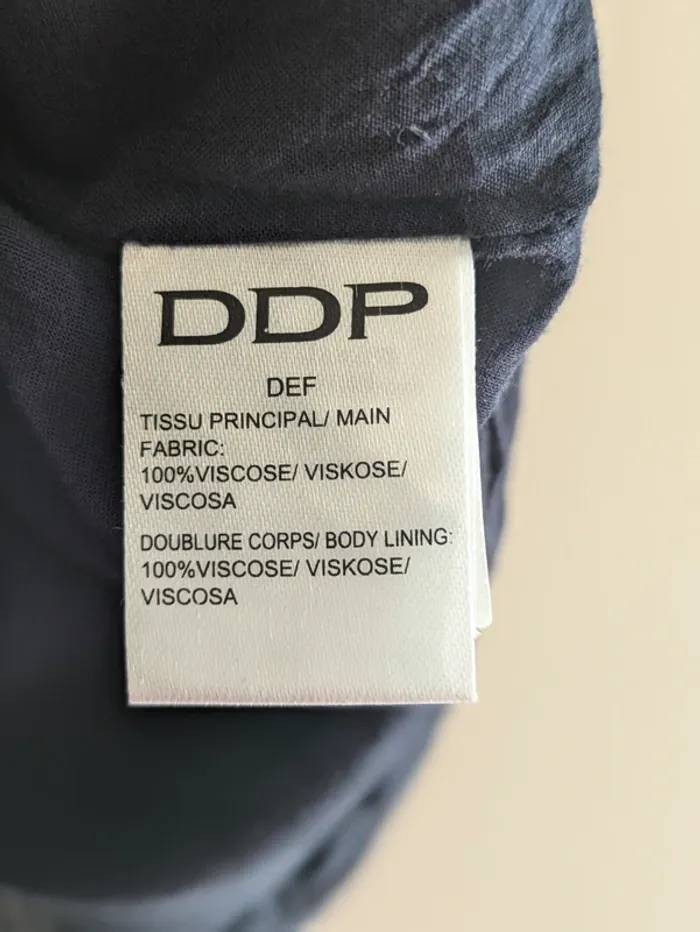 DDP
DEF
TISSU PRINCIPAL/ MAIN
FABRIC:
100%VISCOSE/ VISKOSE/
VISCOSA
DOUBLURE CORPS/ BODY LINING:
100%VISCOSE/ VISKOSE/
VISCOSA